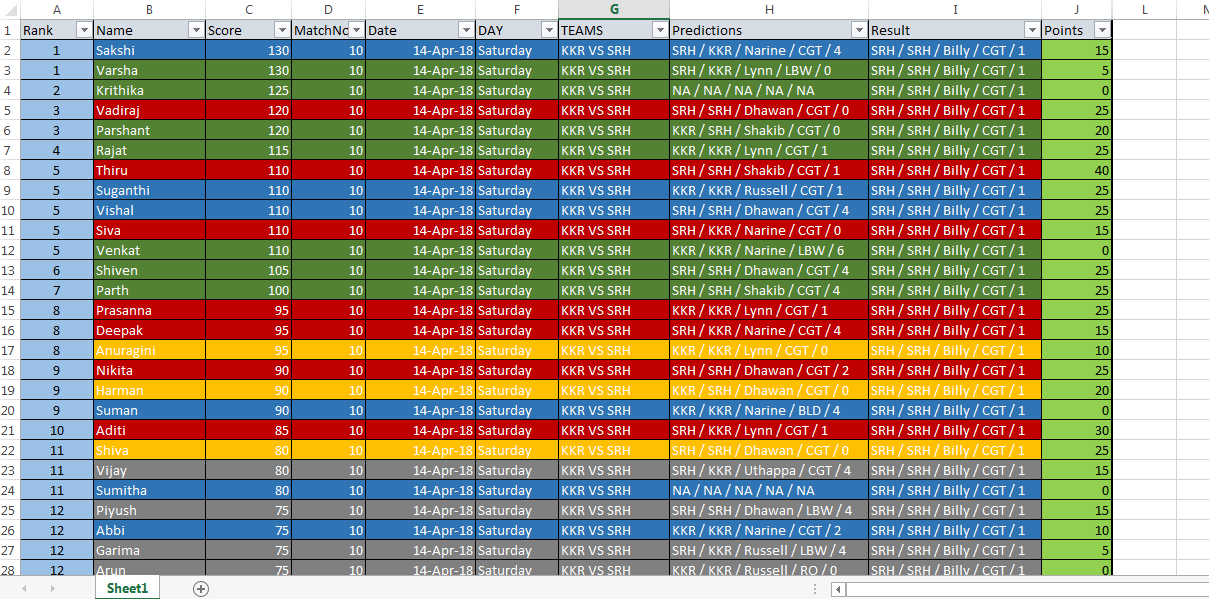 A B C D E F G H I J L N
1 Rank Name Score MatchNo Date DAY TEAMS Predictions Result Points
2 1 Sakshi 130 10 14-Apr-18 Saturday KKR VS SRH SRH / KKR / Narine / CGT / 4 SRH / SRH / Billy / CGT / 1 15
3 1 Varsha 130 10 14-Apr-18 Saturday KKR VS SRH SRH / KKR / Lynn / LBW / 0 SRH / SRH / Billy / CGT / 1 5
4 2 Krithika 125 10 14-Apr-18 Saturday KKR VS SRH NA / NA / NA / NA / NA SRH / SRH / Billy / CGT / 1 0
5 3 Vadiraj 120 10 14-Apr-18 Saturday KKR VS SRH SRH / SRH / Dhawan / CGT / 0 SRH / SRH / Billy / CGT / 1 25
6 3 Parshant 120 10 14-Apr-18 Saturday KKR VS SRH KKR / SRH / Shakib / CGT / 0 SRH / SRH / Billy / CGT / 1 20
7 4 Rajat 115 10 14-Apr-18 Saturday KKR VS SRH KKR / KKR / Lynn / CGT / 1 SRH / SRH / Billy / CGT / 1 25
8 5 Thiru 110 10 14-Apr-18 Saturday KKR VS SRH SRH / SRH / Shakib / CGT / 1 SRH / SRH / Billy / CGT / 1 40
9 5 Suganthi 110 10 14-Apr-18 Saturday KKR VS SRH KKR / KKR / Russell / CGT / 1 SRH / SRH / Billy / CGT / 1 25
10 5 Vishal 110 10 14-Apr-18 Saturday KKR VS SRH SRH / SRH / Dhawan / CGT / 4 SRH / SRH / Billy / CGT / 1 25
11 5 Siva 110 10 14-Apr-18 Saturday KKR VS SRH SRH / KKR / Narine / CGT / 0 SRH / SRH / Billy / CGT / 1 15
12 5 Venkat 110 10 14-Apr-18 Saturday KKR VS SRH KKR / KKR / Narine / LBW / 6 SRH / SRH / Billy / CGT / 1 0
13 6 Shiven 105 10 14-Apr-18 Saturday KKR VS SRH SRH / SRH / Dhawan / CGT / 4 SRH / SRH / Billy / CGT / 1 25
14 7 Parth 100 10 14-Apr-18 Saturday KKR VS SRH SRH / SRH / Shakib / CGT / 4 SRH / SRH / Billy / CGT / 1 25
15 8 Prasanna 95 10 14-Apr-18 Saturday KKR VS SRH KKR / KKR / Lynn / CGT / 1 SRH / SRH / Billy / CGT / 1 25
16 8 Deepak 95 10 14-Apr-18 Saturday KKR VS SRH SRH / KKR / Narine / CGT / 4 SRH / SRH / Billy / CGT / 1 15
17 8 Anuragini 95 10 14-Apr-18 Saturday KKR VS SRH KKR / KKR / Lynn / CGT / 0 SRH / SRH / Billy / CGT / 1 10
18 9 Nikita 90 10 14-Apr-18 Saturday KKR VS SRH SRH / SRH / Dhawan / CGT / 2 SRH / SRH / Billy / CGT / 1 25
19 9 Harman 90 10 14-Apr-18 Saturday KKR VS SRH KKR / SRH / Dhawan / CGT / 0 SRH / SRH / Billy / CGT / 1 20
20 9 Suman 90 10 14-Apr-18 Saturday KKR VS SRH KKR / KKR / Narine / BLD / 4 SRH / SRH / Billy / CGT / 1 0
21 10 Aditi 85 10 14-Apr-18 Saturday KKR VS SRH SRH / KKR / Lynn / CGT / 1 SRH / SRH / Billy / CGT / 1 30
22 11 Shiva 80 10 14-Apr-18 Saturday KKR VS SRH SRH / SRH / Dhawan / CGT / 0 SRH / SRH / Billy / CGT / 1 25
23 11 Vijay 80 10 14-Apr-18 Saturday KKR VS SRH SRH / KKR / Uthappa / CGT / 4 SRH / SRH / Billy / CGT / 1 15
24 11 Sumitha 80 10 14-Apr-18 Saturday KKR VS SRH NA / NA / NA / NA / NA SRH / SRH / Billy / CGT / 1 0
25 12 Piyush 75 10 14-Apr-18 Saturday KKR VS SRH SRH / SRH / Dhawan / LBW / 4 SRH / SRH / Billy / CGT / 1 15
26 12 Abbi 75 10 14-Apr-18 Saturday KKR VS SRH KKR / KKR / Narine / CGT / 2 SRH / SRH / Billy / CGT / 1 10
27 12 Garima 75 10 14-Apr-18 Saturday KKR VS SRH SRH / KKR / Russell / LBW / 4 SRH / SRH / Billy / CGT / 1 5
28 12 Arun 75 10 14-Apr-18 Saturday KKR VS SRH KKR / KKR / Russell / RO / 0 SRH / SRH / Billy / CGT / 1 0
Sheet1